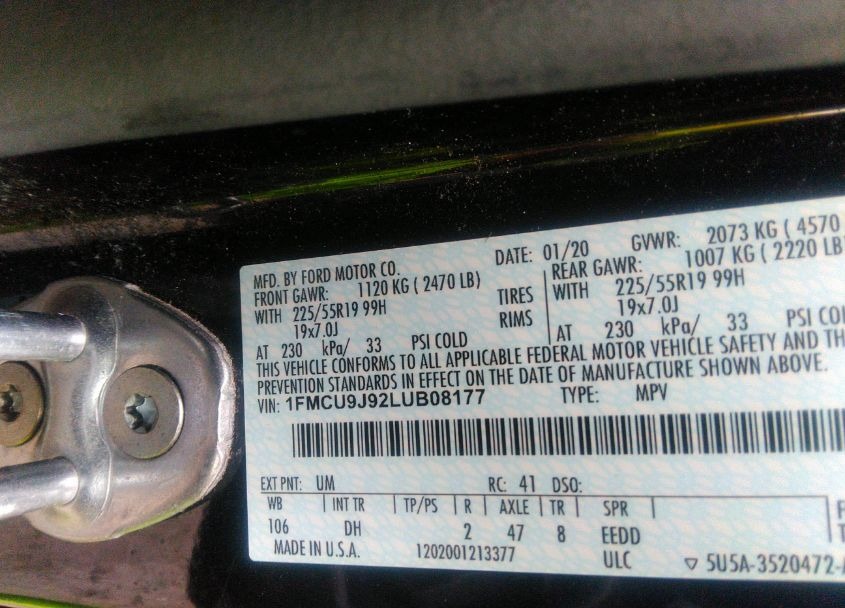 MFD. BY FORD MOTOR CO. DATE: 01/20 GVWR: 2073 KG ( 4570
FRONT GAWR: 1120 KG ( 2470 LB) REAR GAWR: 1007 KG ( 2220 LB)
WITH 225/55R19 99H TIRES WITH 225/55R19 99H
19x7.0J RIMS 19x7.0J
AT 230 kPa/ 33 PSI COLD AT 230 kPa/ 33 PSI COL
THIS VEHICLE CONFORMS TO ALL APPLICABLE FEDERAL MOTOR VEHICLE SAFETY AND TH
PREVENTION STANDARDS IN EFFECT ON THE DATE OF MANUFACTURE SHOWN ABOVE.
VIN: 1FMCU9J92LUB08177 TYPE: MPV
EXT PNT: UM RC: 41 DSO:
WB INT TR TP/PS R AXLE TR SPR
106 DH 2 47 8 EEDD
MADE IN U.S.A. 1202001213377 ULC 5U5A-3520472-